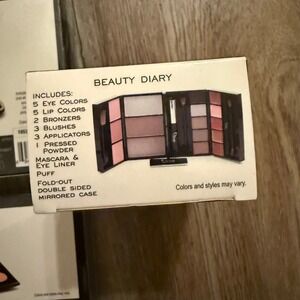 BEAUTY DIARY
INCLUDES:
5 EYE COLORS
5 LIP COLORS
2 BRONZERS
3 BLUSHES
3 APPLICATORS
1 PRESSED
POWDER
MASCARA &
EYE LINER
PUFF
FOLD-OUT
DOUBLE SIDED
MIRRORED CASE
Colors and styles may vary.